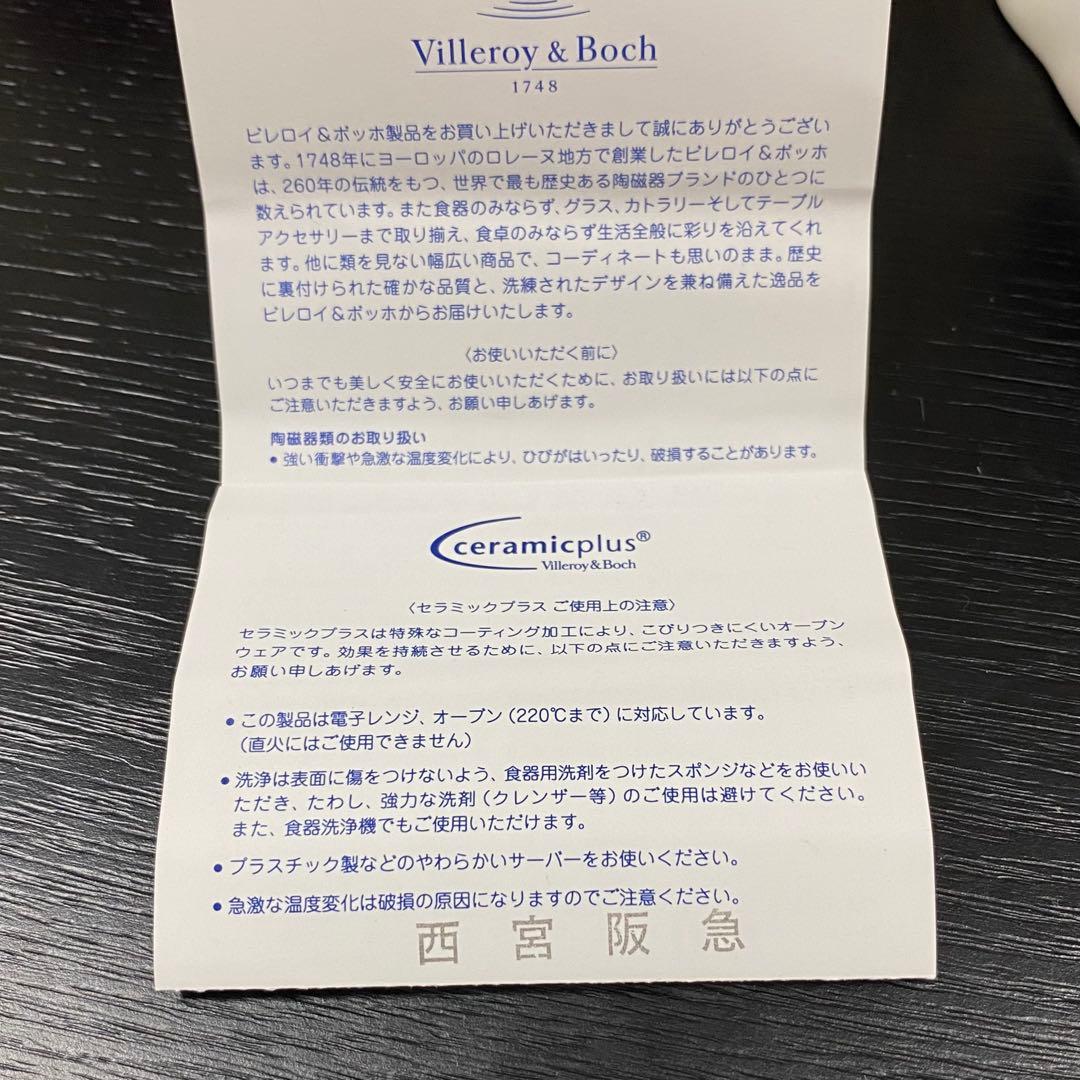 Villeroy & Boch
1748
ビレロイ&ボッホ製品をお買い上げいただきまして誠にありがとうござい
ます。1748年にヨーロッパのロレーヌ地方で創業したビレロイ&ボッホ
は、260年の伝統をもつ、世界で最も歴史ある陶磁器ブランドのひとつに
数えられています。また食器のみならず、グラス、カトラリーそしてテーブル
アクセサリーまで取り揃え、食卓のみならず生活全般に彩りを沿えてくれ
ます。他に類を見ない幅広い商品で、コーディネートも思いのまま。歴史
に裏付けられた確かな品質と、洗練されたデザインを兼ね備えた逸品を
ビレロイ&ボッホからお届けいたします。
〈お使いいただく前に〉
いつまでも美しく安全にお使いいただくために、お取り扱いには以下の点に
ご注意いただきますよう、お願い申しあげます。
陶磁器類のお取り扱い
● 強い衝撃や急激な温度変化により、ひびがはいったり、破損することがあります。
ceramicplus®
Villeroy&Boch
〈セラミックプラス ご使用上の注意〉
セラミックプラスは特殊なコーティング加工により、こびりつきにくいオーブン
ウェアです。効果を持続させるために、以下の点にご注意いただきますよう、
お願い申しあげます。
● この製品は電子レンジ、オーブン(220℃まで)に対応しています。
(直火にはご使用できません)
● 洗浄は表面に傷をつけないよう、食器用洗剤をつけたスポンジなどをお使いい
ただき、たわし、強力な洗剤(クレンザー等)のご使用は避けてください。
また、食器洗浄機でもご使用いただけます。
● プラスチック製などのやわらかいサーバーをお使いください。
● 急激な温度変化は破損の原因になりますのでご注意ください。
西宮阪急